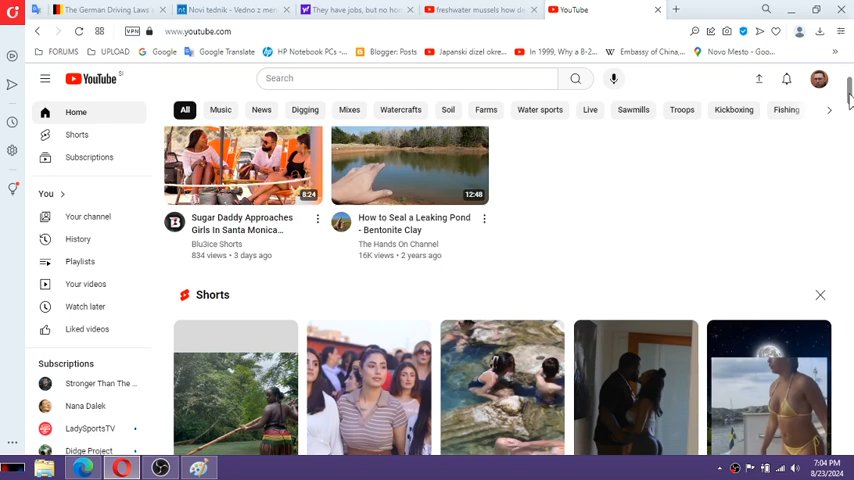 The German Driving Laws a
Novi tednik – Vedno z mer
They have jobs, but no ho
freshwater mussels how de
YouTube
VPN
www.youtube.com
FORUMS
UPLOAD
Google
Google Translate
HP Notebook PCs - ...
Blogger: Posts
Japanski dizel okre...
In 1999, Why a B-2...
Embassy of China,...
Novo Mesto - Goo...
YouTube SI
Search
Home
Shorts
Subscriptions
You
Your channel
History
Playlists
Your videos
Watch later
Liked videos
Subscriptions
Stronger Than The ...
Nana Dalek
LadySportsTV
Didge Project
All
Music
News
Digging
Mixes
Watercrafts
Soil
Farms
Water sports
Live
Sawmills
Troops
Kickboxing
Fishing
8:24
Sugar Daddy Approaches
Girls In Santa Monica...
Blu3ice Shorts
834 views • 3 days ago
12:48
How to Seal a Leaking Pond
- Bentonite Clay
The Hands On Channel
16K views • 2 years ago
Shorts
7:04 PM
8/23/2024